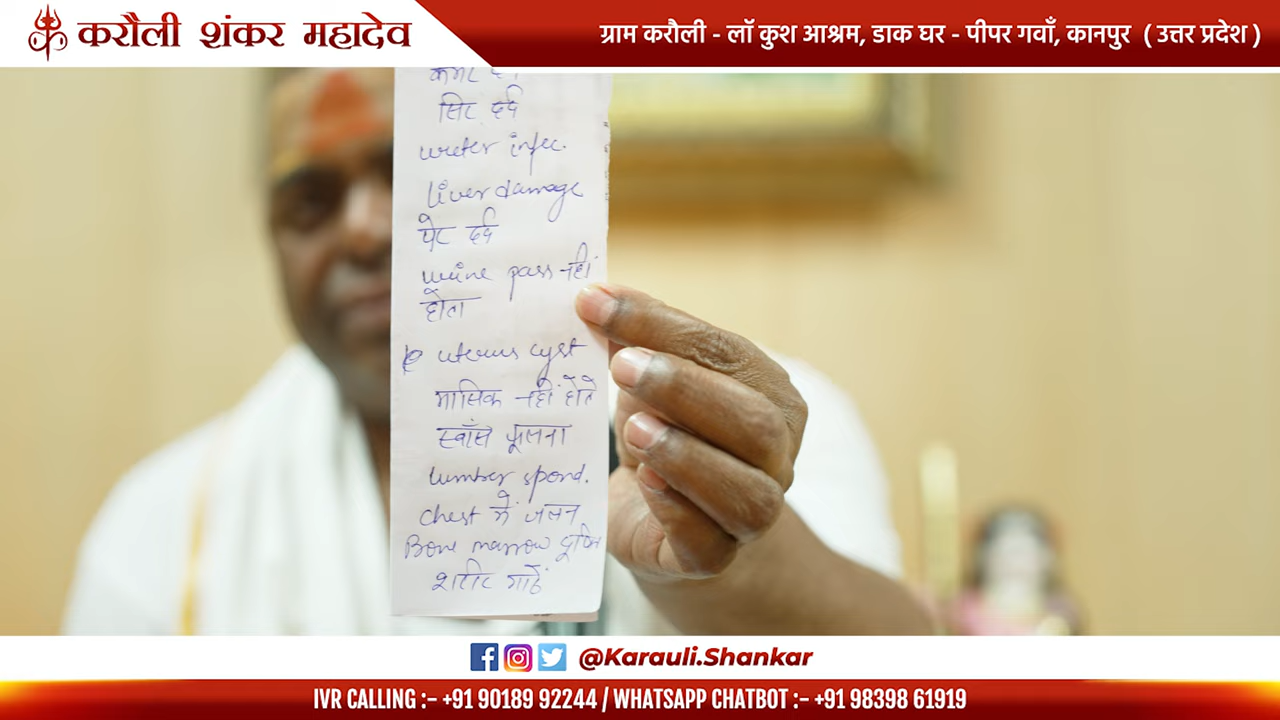 करौली शंकर महादेव
ग्राम करौली - लॉ कुश आश्रम, डाक घर - पीपर गवाँ, कानपुर ( उत्तर प्रदेश )
सिर दर्द
ureter infec.
liver damage
पेट दर्द
urine pass नहीं
होता
uterus cyst
मासिक नहीं होते
स्वाँस फूलना
lumber spond.
chest में जलन
Bone marrow
शरीर गाठें
@Karauli.Shankar
IVR CALLING :- +91 90189 92244 / WHATSAPP CHATBOT :- +91 98398 61919